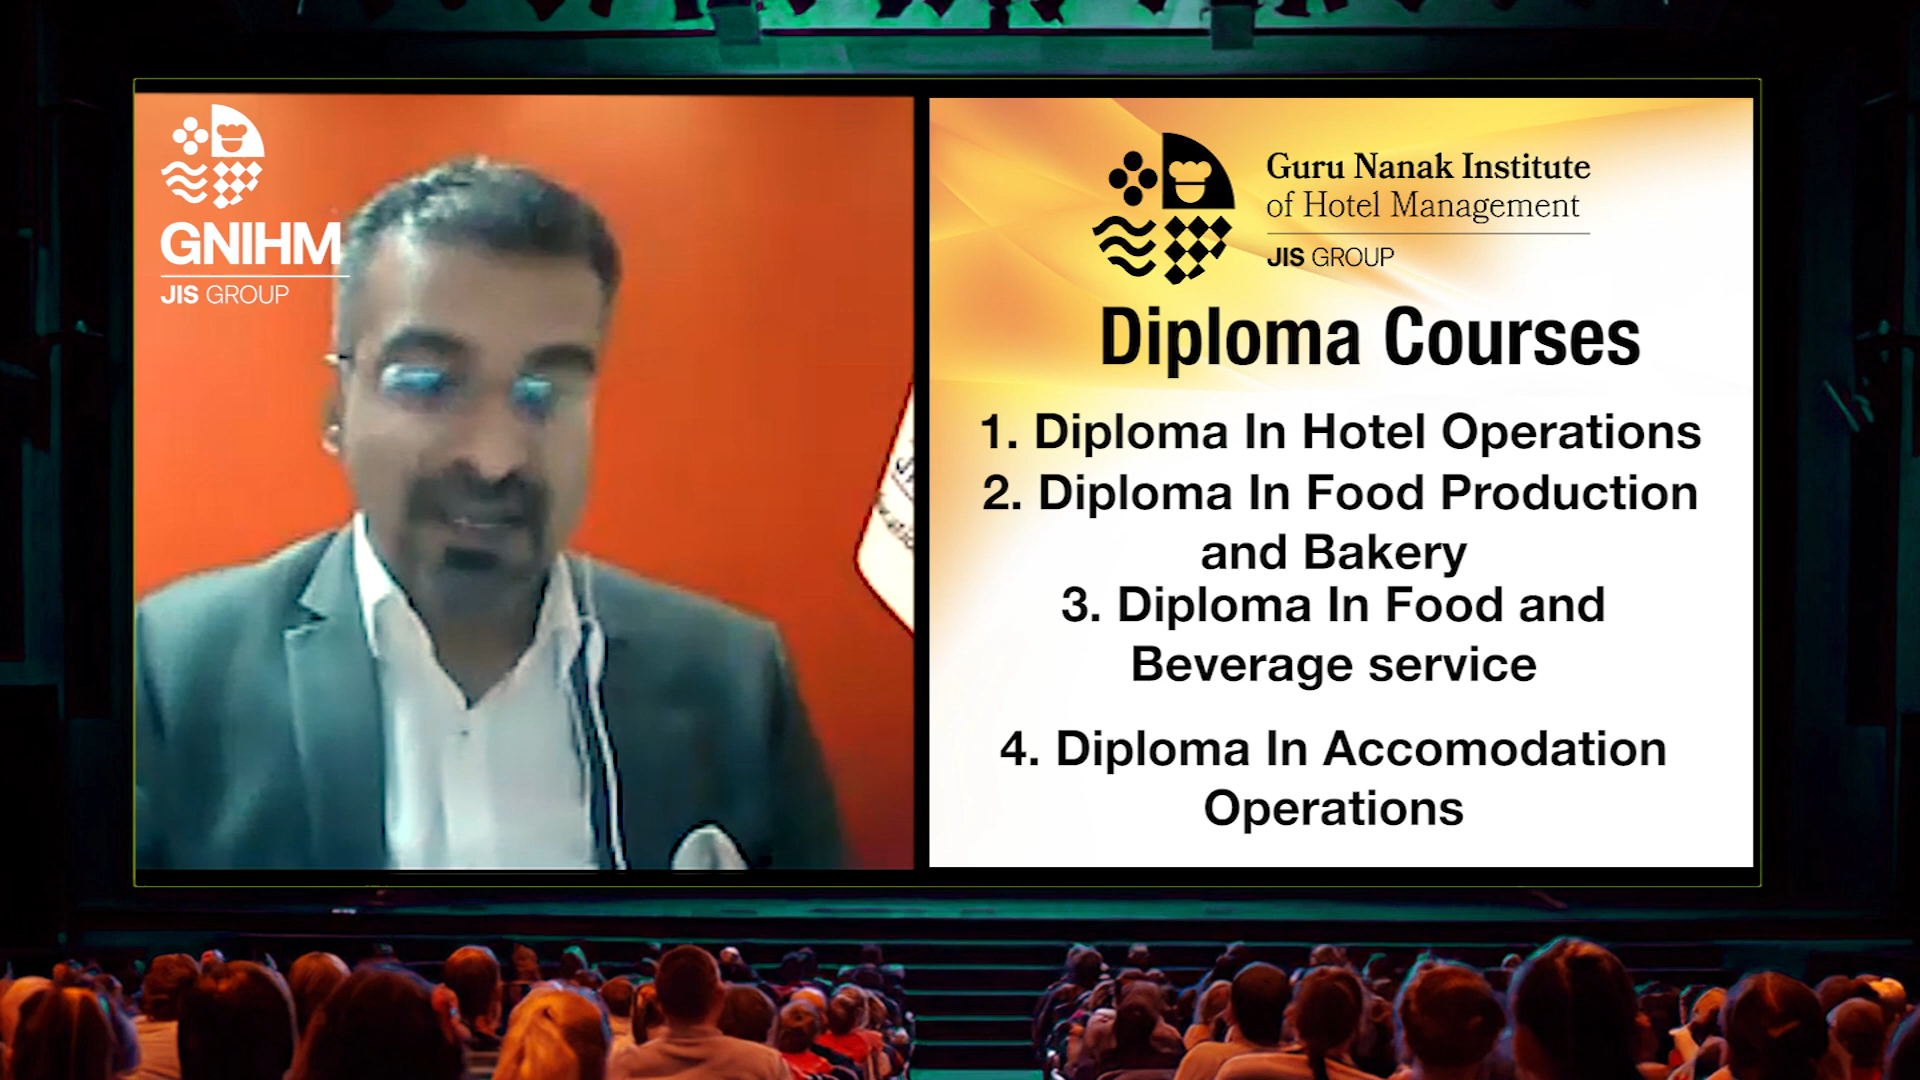 GNIHM
JIS GROUP
Guru Nanak Institute
of Hotel Management
JIS GROUP
Diploma Courses
1. Diploma In Hotel Operations
2. Diploma In Food Production
and Bakery
3. Diploma In Food and
Beverage service
4. Diploma In Accomodation
Operations